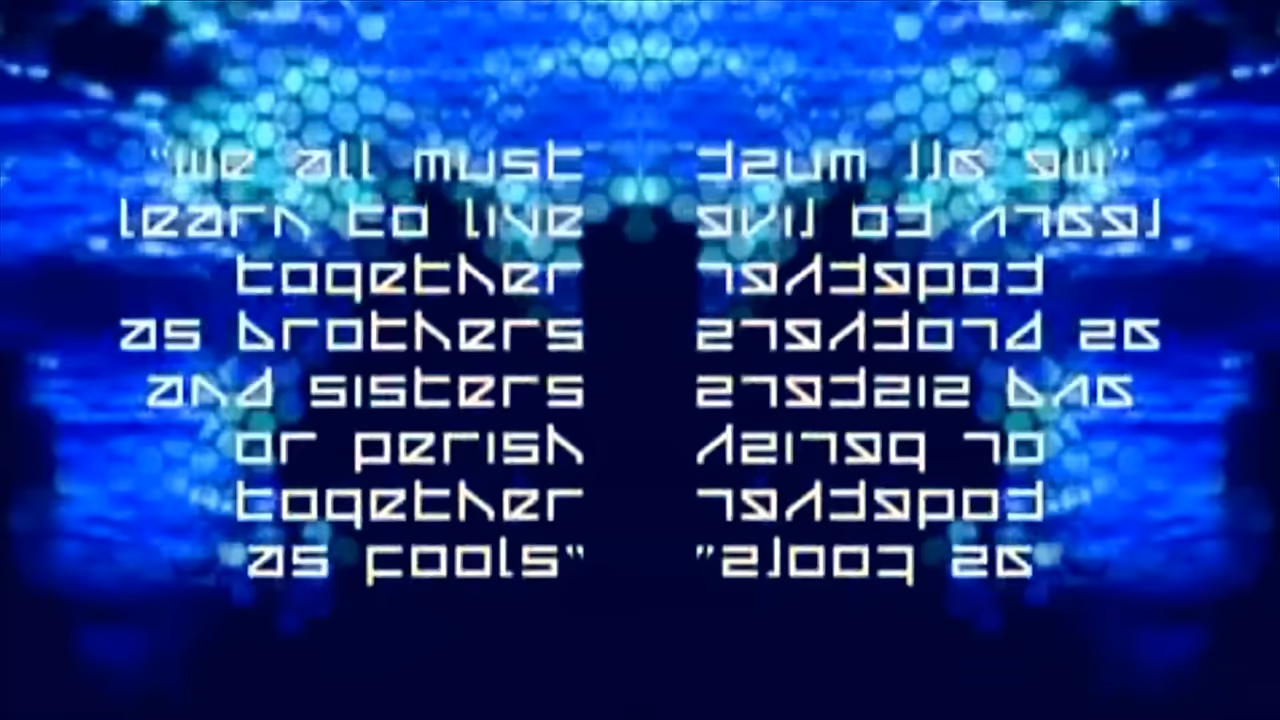 "we all must
learn to live
together
as brothers
and sisters
or perish
together
as fools"